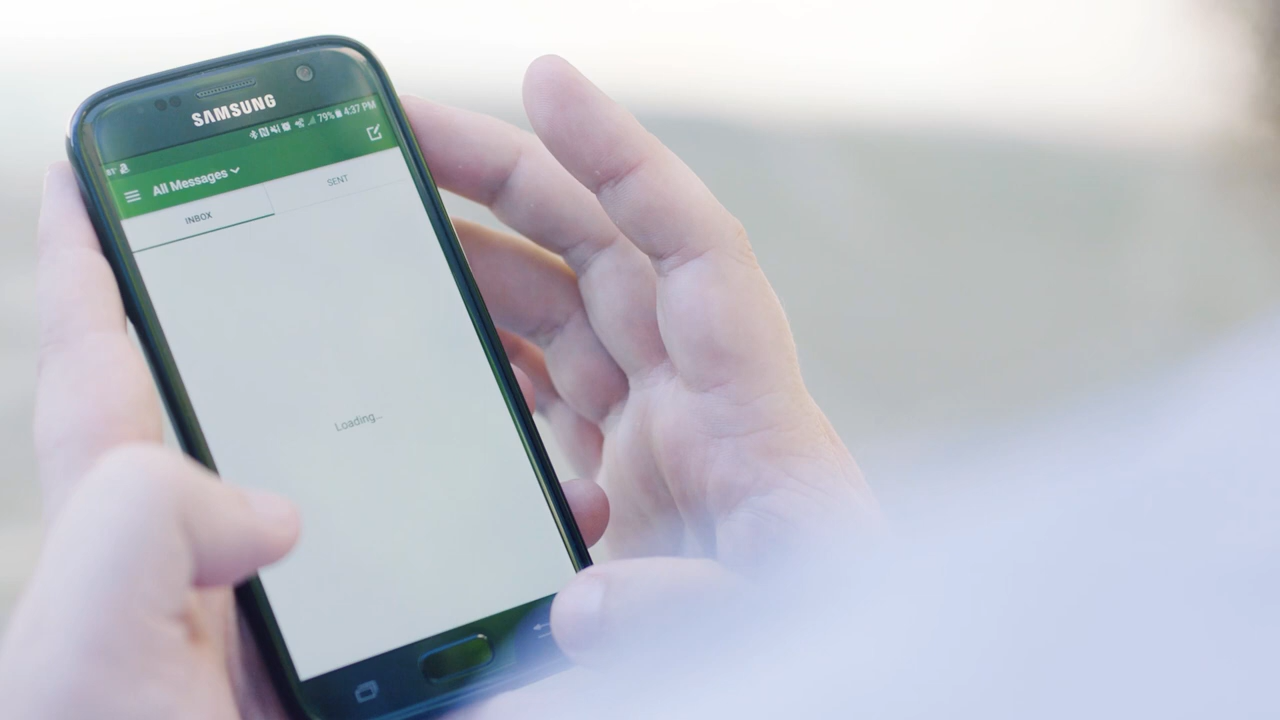 SAMSUNG
79% 4:37 PM
All Messages
INBOX
SENT
Loading...